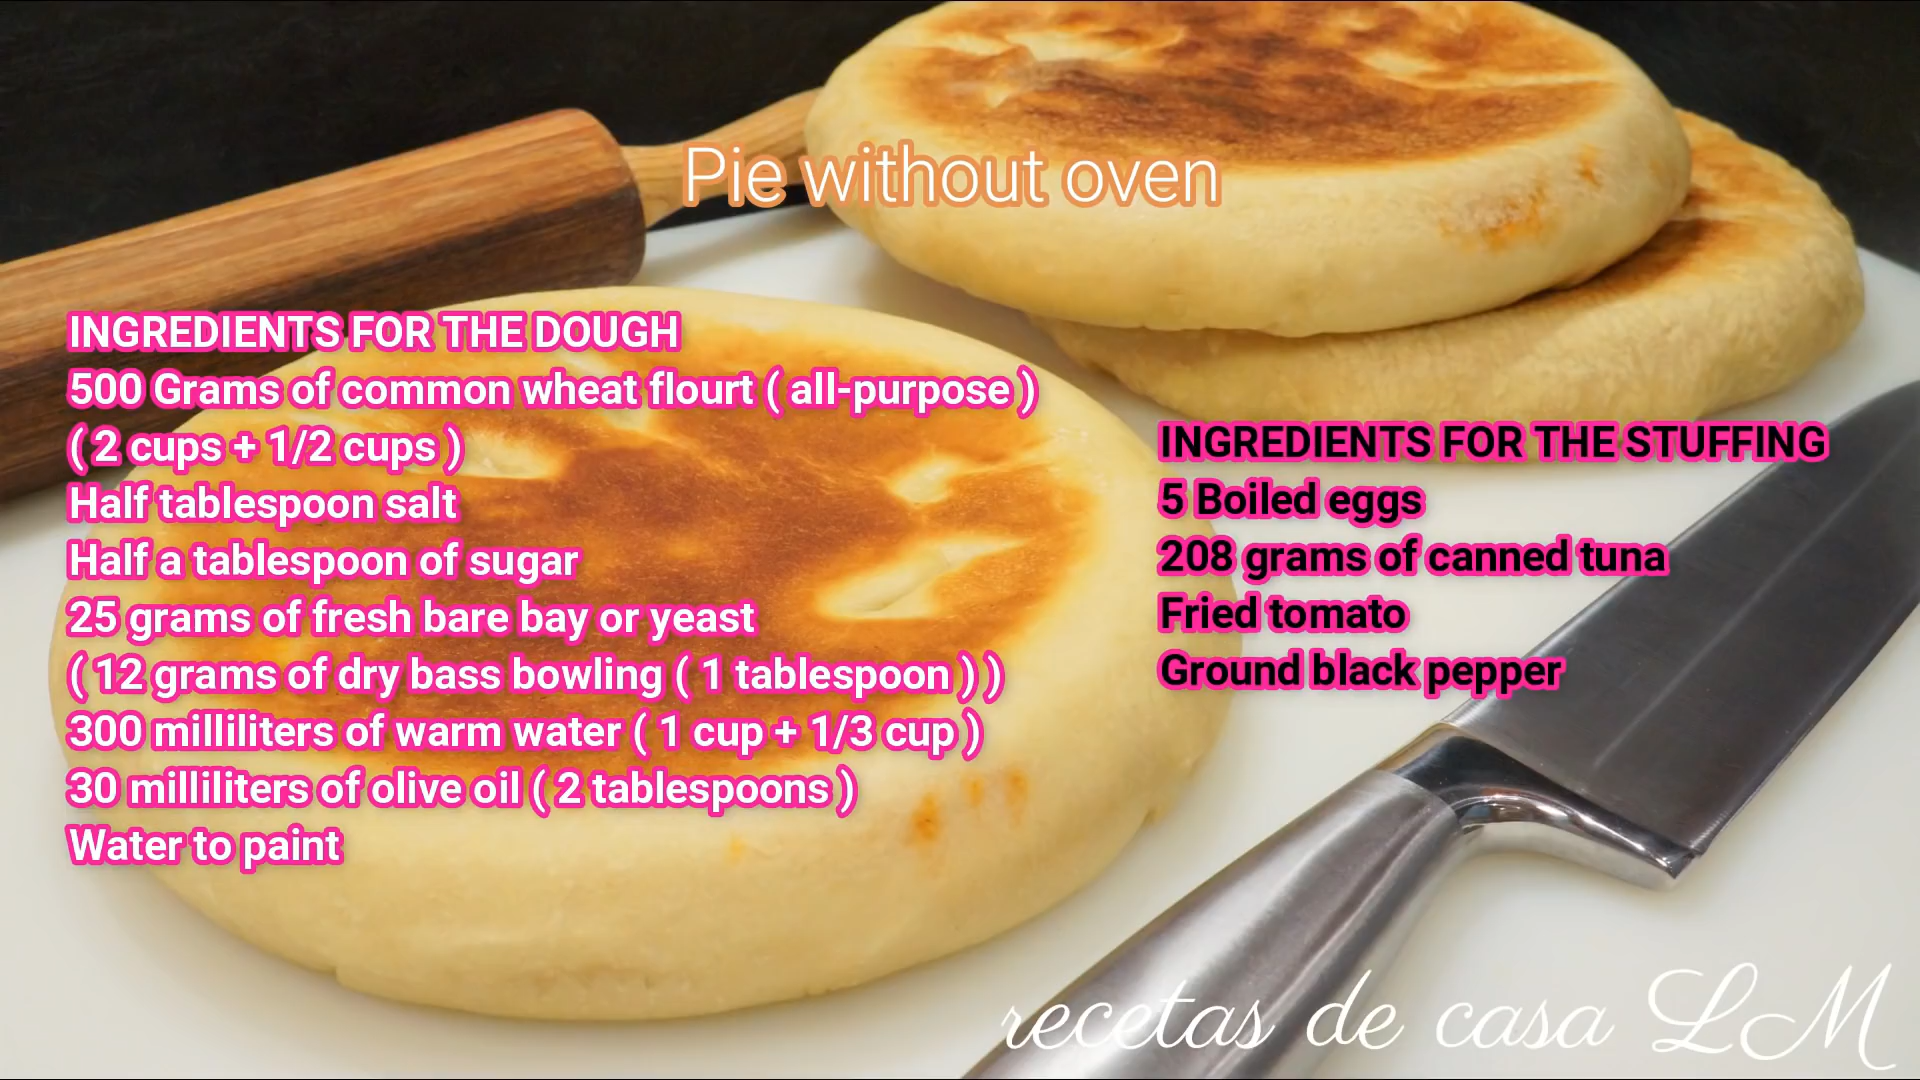 Pie without oven
INGREDIENTS FOR THE DOUGH
500 Grams of common wheat flourt ( all-purpose )
( 2 cups + 1/2 cups )
Half tablespoon salt
Half a tablespoon of sugar
25 grams of fresh bare bay or yeast
( 12 grams of dry bass bowling ( 1 tablespoon ) )
300 milliliters of warm water ( 1 cup + 1/3 cup )
30 milliliters of olive oil ( 2 tablespoons )
Water to paint
INGREDIENTS FOR THE STUFFING
5 Boiled eggs
208 grams of canned tuna
Fried tomato
Ground black pepper
recetas de casa LM